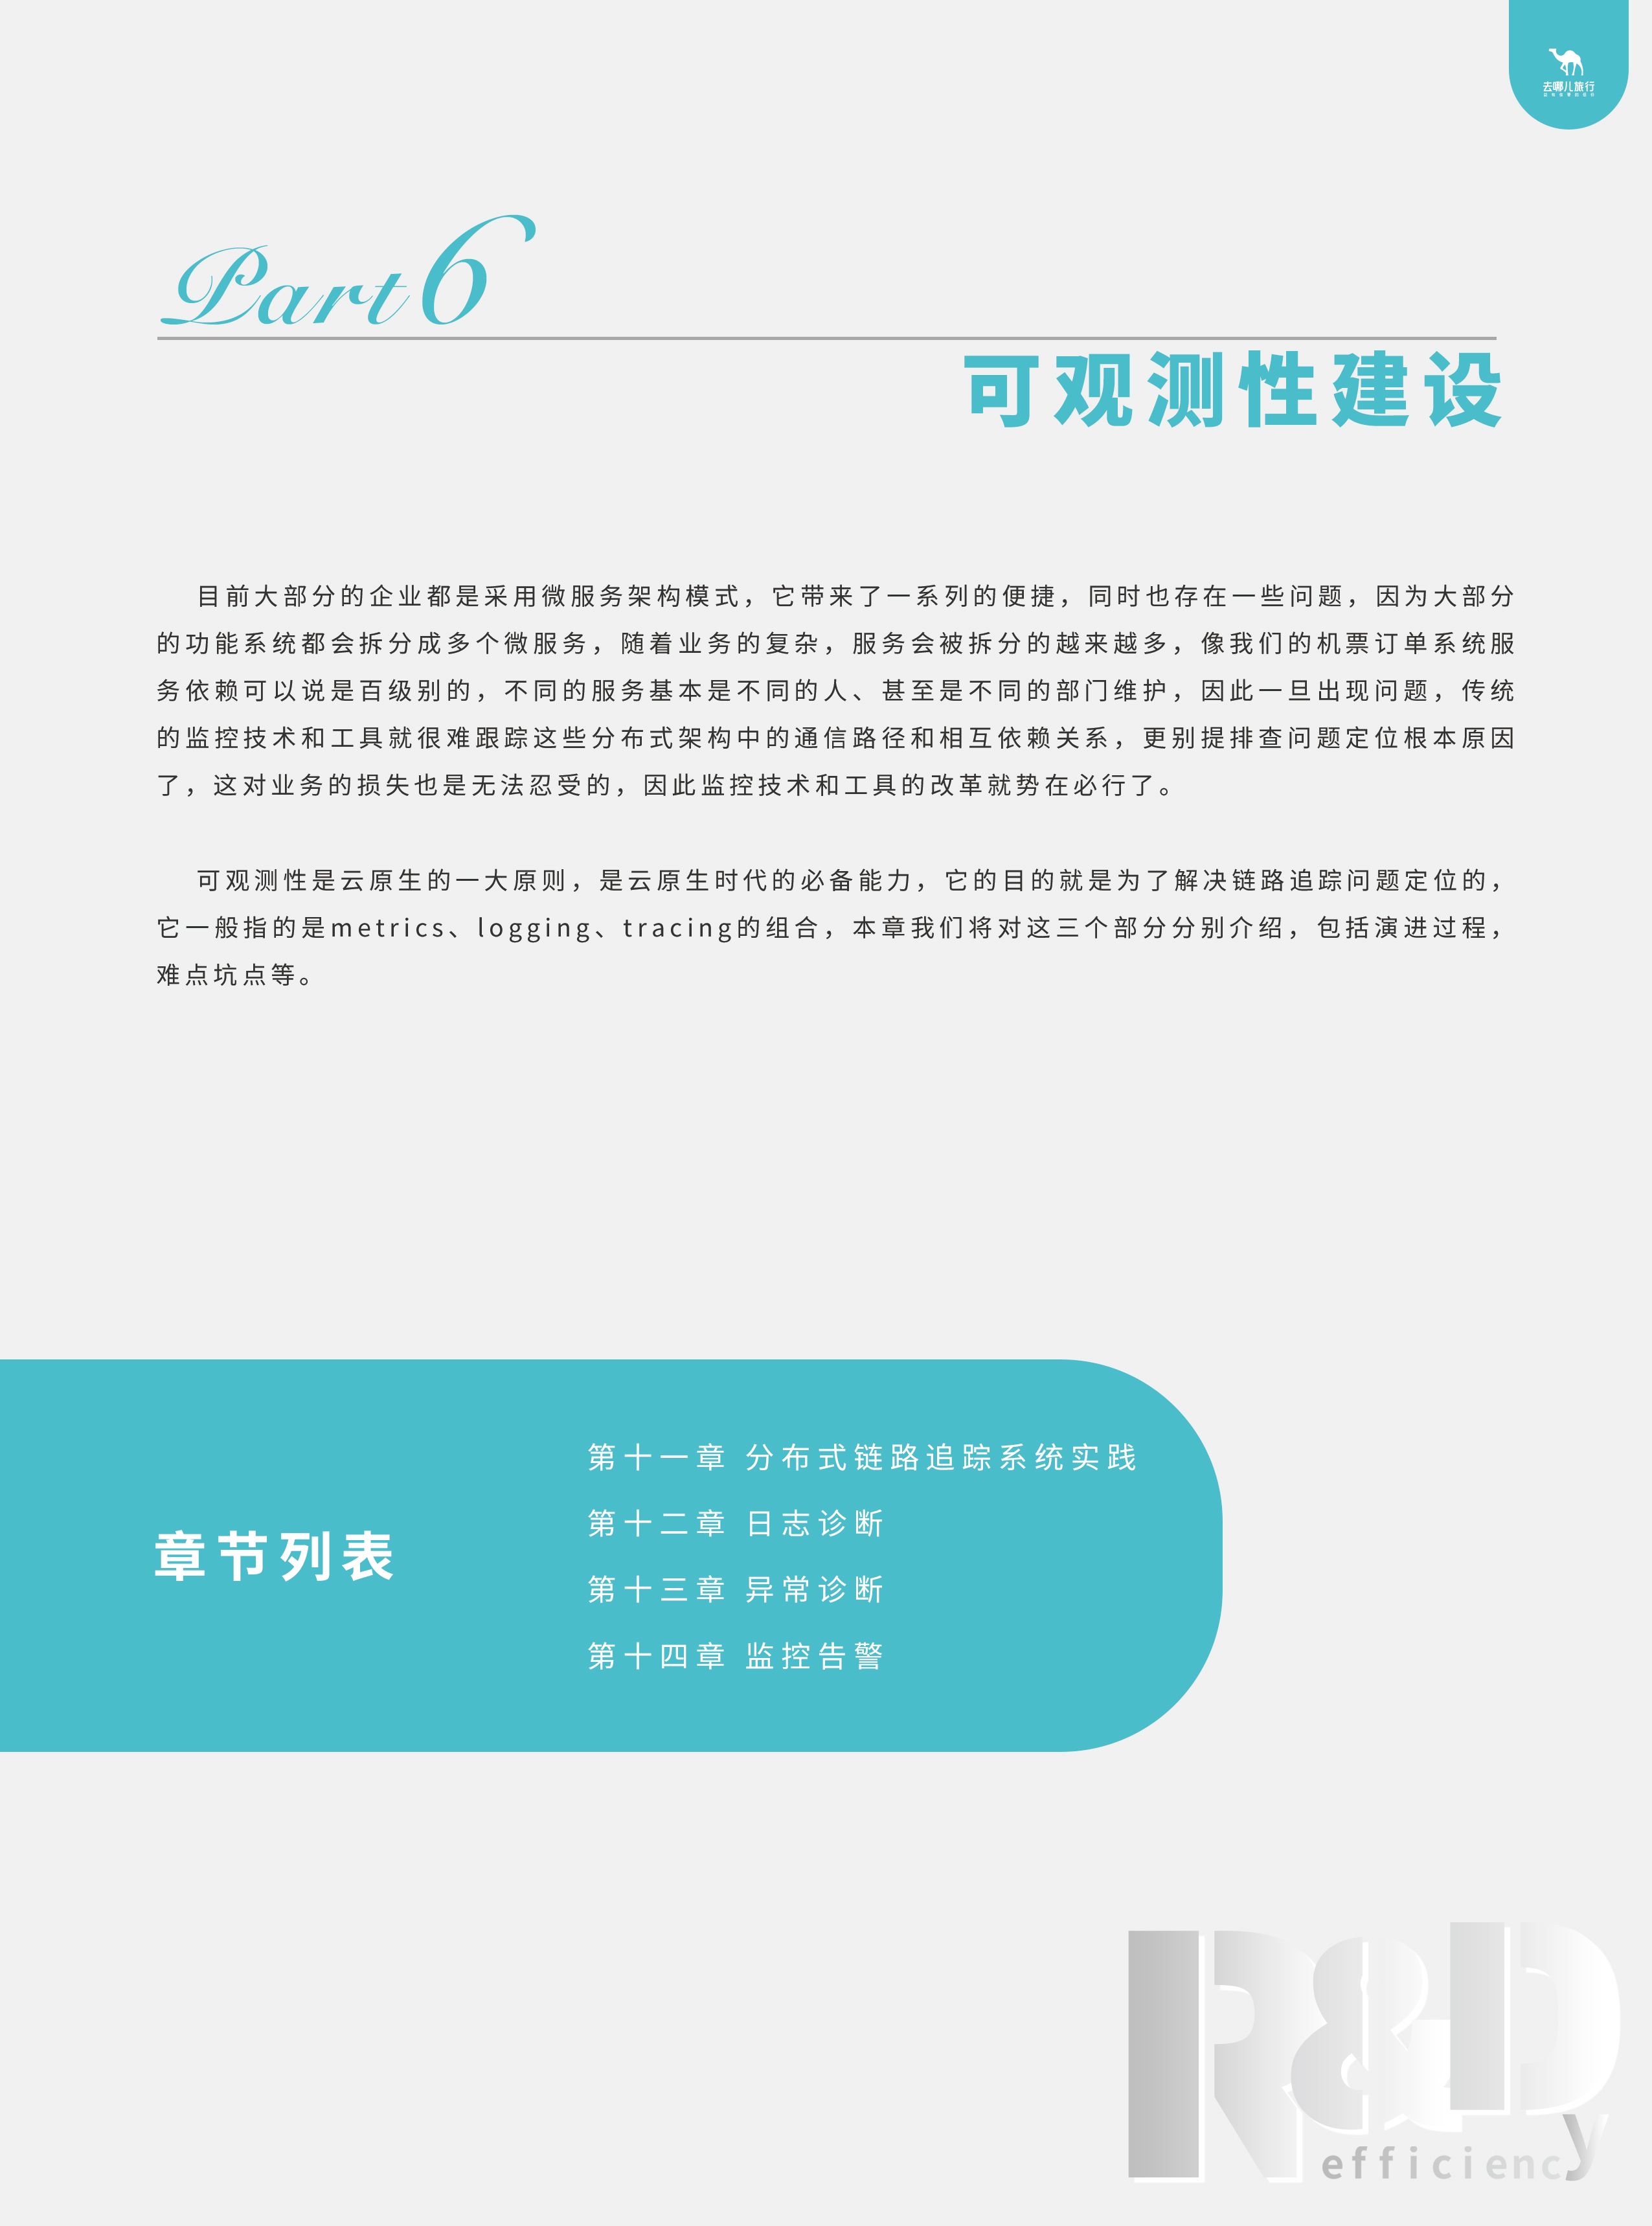 去哪儿旅行
Part 6
可观测性建设
目前大部分的企业都是采用微服务架构模式，它带来了一系列的便捷，同时也存在一些问题，因为大部分
的功能系统都会拆分成多个微服务，随着业务的复杂，服务会被拆分的越来越多，像我们的机票订单系统服
务依赖可以说是百级别的，不同的服务基本是不同的人、甚至是不同的部门维护，因此一旦出现问题，传统
的监控技术和工具就很难跟踪这些分布式架构中的通信路径和相互依赖关系，更别提排查问题定位根本原因
了，这对业务的损失也是无法忍受的，因此监控技术和工具的改革就势在必行了。
可观测性是云原生的一大原则，是云原生时代的必备能力，它的目的就是为了解决链路追踪问题定位的，
它一般指的是metrics、logging、tracing的组合，本章我们将对这三个部分分别介绍，包括演进过程，
难点坑点等。
章节列表
第十一章 分布式链路追踪系统实践
第十二章 日志诊断
第十三章 异常诊断
第十四章 监控告警
R&D
efficiency